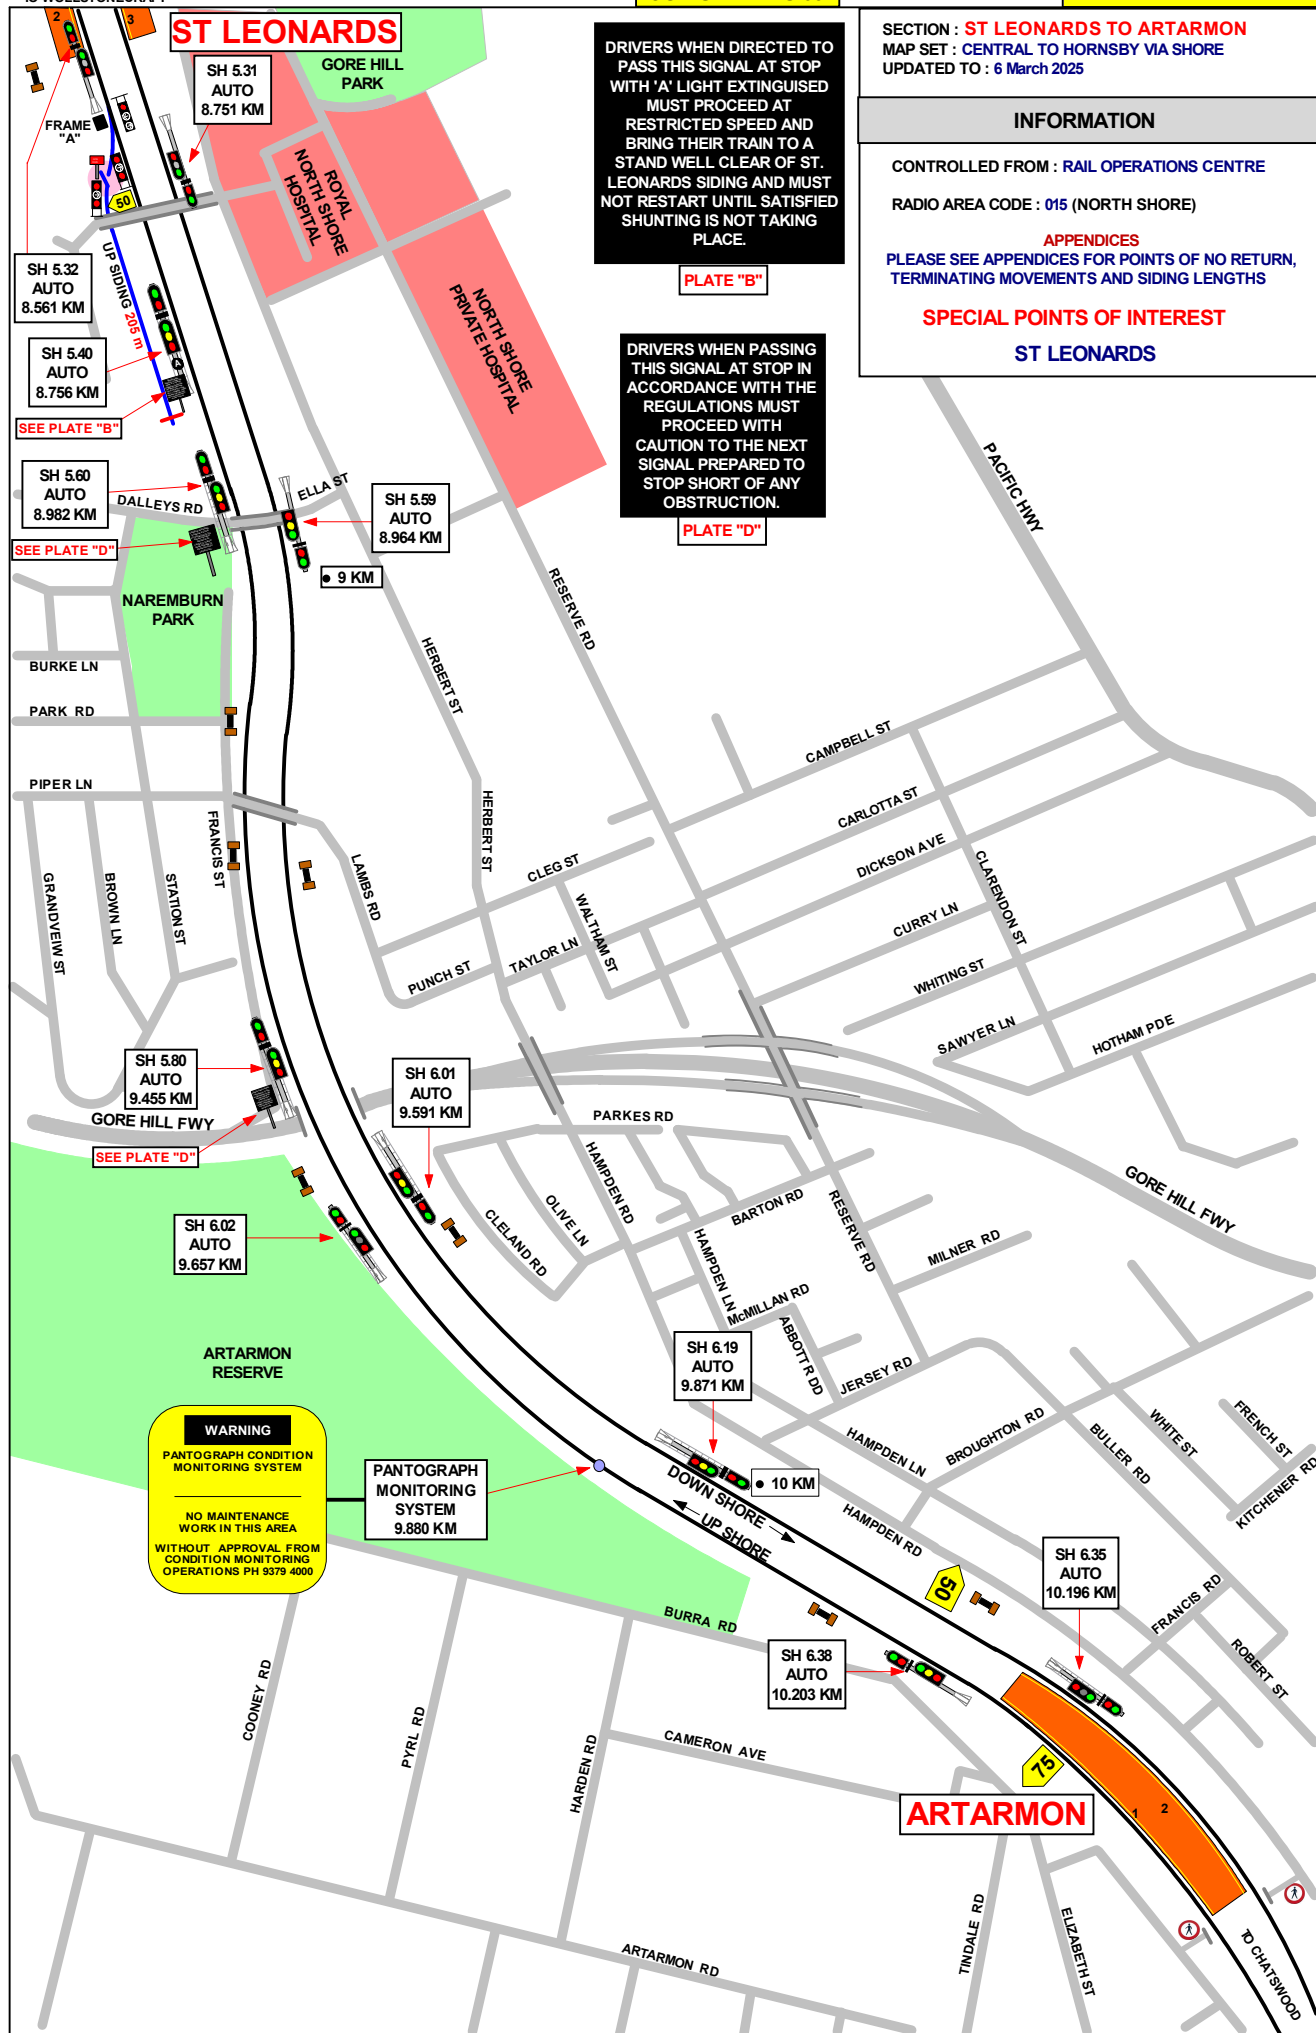 2
3
ST LEONARDS
GORE HILL
PARK
SH 5.31
AUTO
8.751 KM
FRAME
"A"
50
UP SIDING 205 m
ROYAL
NORTH SHORE
HOSPITAL
NORTH SHORE
PRIVATE HOSPITAL
SH 5.32
AUTO
8.561 KM
SH 5.40
AUTO
8.756 KM
A
SEE PLATE "B"
SH 5.60
AUTO
8.982 KM
DALLEYS RD
ELLA ST
SEE PLATE "D"
SH 5.59
AUTO
8.964 KM
9 KM
DRIVERS WHEN DIRECTED TO
PASS THIS SIGNAL AT STOP
WITH 'A' LIGHT EXTINGUISED
MUST PROCEED AT
RESTRICTED SPEED AND
BRING THEIR TRAIN TO A
STAND WELL CLEAR OF ST.
LEONARDS SIDING AND MUST
NOT RESTART UNTIL SATISFIED
SHUNTING IS NOT TAKING
PLACE.
PLATE "B"
DRIVERS WHEN PASSING
THIS SIGNAL AT STOP IN
ACCORDANCE WITH THE
REGULATIONS MUST
PROCEED WITH
CAUTION TO THE NEXT
SIGNAL PREPARED TO
STOP SHORT OF ANY
OBSTRUCTION.
PLATE "D"
SECTION : ST LEONARDS TO ARTARMON
MAP SET : CENTRAL TO HORNSBY VIA SHORE
UPDATED TO : 6 March 2025
INFORMATION
CONTROLLED FROM : RAIL OPERATIONS CENTRE
RADIO AREA CODE : 015 (NORTH SHORE)
APPENDICES
PLEASE SEE APPENDICES FOR POINTS OF NO RETURN,
TERMINATING MOVEMENTS AND SIDING LENGTHS
SPECIAL POINTS OF INTEREST
ST LEONARDS
PACIFIC HWY
NAREMBURN
PARK
BURKE LN
PARK RD
PIPER LN
HERBERT ST
RESERVE RD
HERBERT ST
CAMPBELL ST
CARLOTTA ST
DICKSON AVE
CLARENDON ST
CURRY LN
WHITING ST
SAWYER LN
HOTHAM PDE
GRANDVEIW ST
BROWN LN
STATION ST
FRANCIS ST
LAMBS RD
CLEG ST
WALTHAM ST
TAYLOR LN
PUNCH ST
SH 5.80
AUTO
9.455 KM
GORE HILL FWY
SEE PLATE "D"
SH 6.01
AUTO
9.591 KM
PARKES RD
HAMPDEN RD
OLIVE LN
CLELAND RD
BARTON RD
RESERVE RD
HAMPDEN LN
MILNER RD
McMILLAN RD
ABBOTT R DD
JERSEY RD
GORE HILL FWY
SH 6.02
AUTO
9.657 KM
ARTARMON
RESERVE
SH 6.19
AUTO
9.871 KM
10 KM
DOWN SHORE
UP SHORE
HAMPDEN LN
HAMPDEN RD
BROUGHTON RD
BULLER RD
WHITE ST
FRENCH ST
KITCHENER RD
WARNING
PANTOGRAPH CONDITION
MONITORING SYSTEM
NO MAINTENANCE
WORK IN THIS AREA
WITHOUT APPROVAL FROM
CONDITION MONITORING
OPERATIONS PH 9379 4000
PANTOGRAPH
MONITORING
SYSTEM
9.880 KM
50
SH 6.35
AUTO
10.196 KM
FRANCIS RD
ROBERT ST
BURRA RD
SH 6.38
AUTO
10.203 KM
COONEY RD
PYRL RD
HARDEN RD
CAMERON AVE
75
ARTARMON
1
2
ARTARMON RD
TINDALE RD
ELIZABETH ST
TO CHATSWOOD